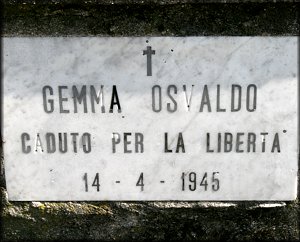 GEMMA OSVALDO
CADUTO PER LA LIBERTA'
14 - 4 - 1945